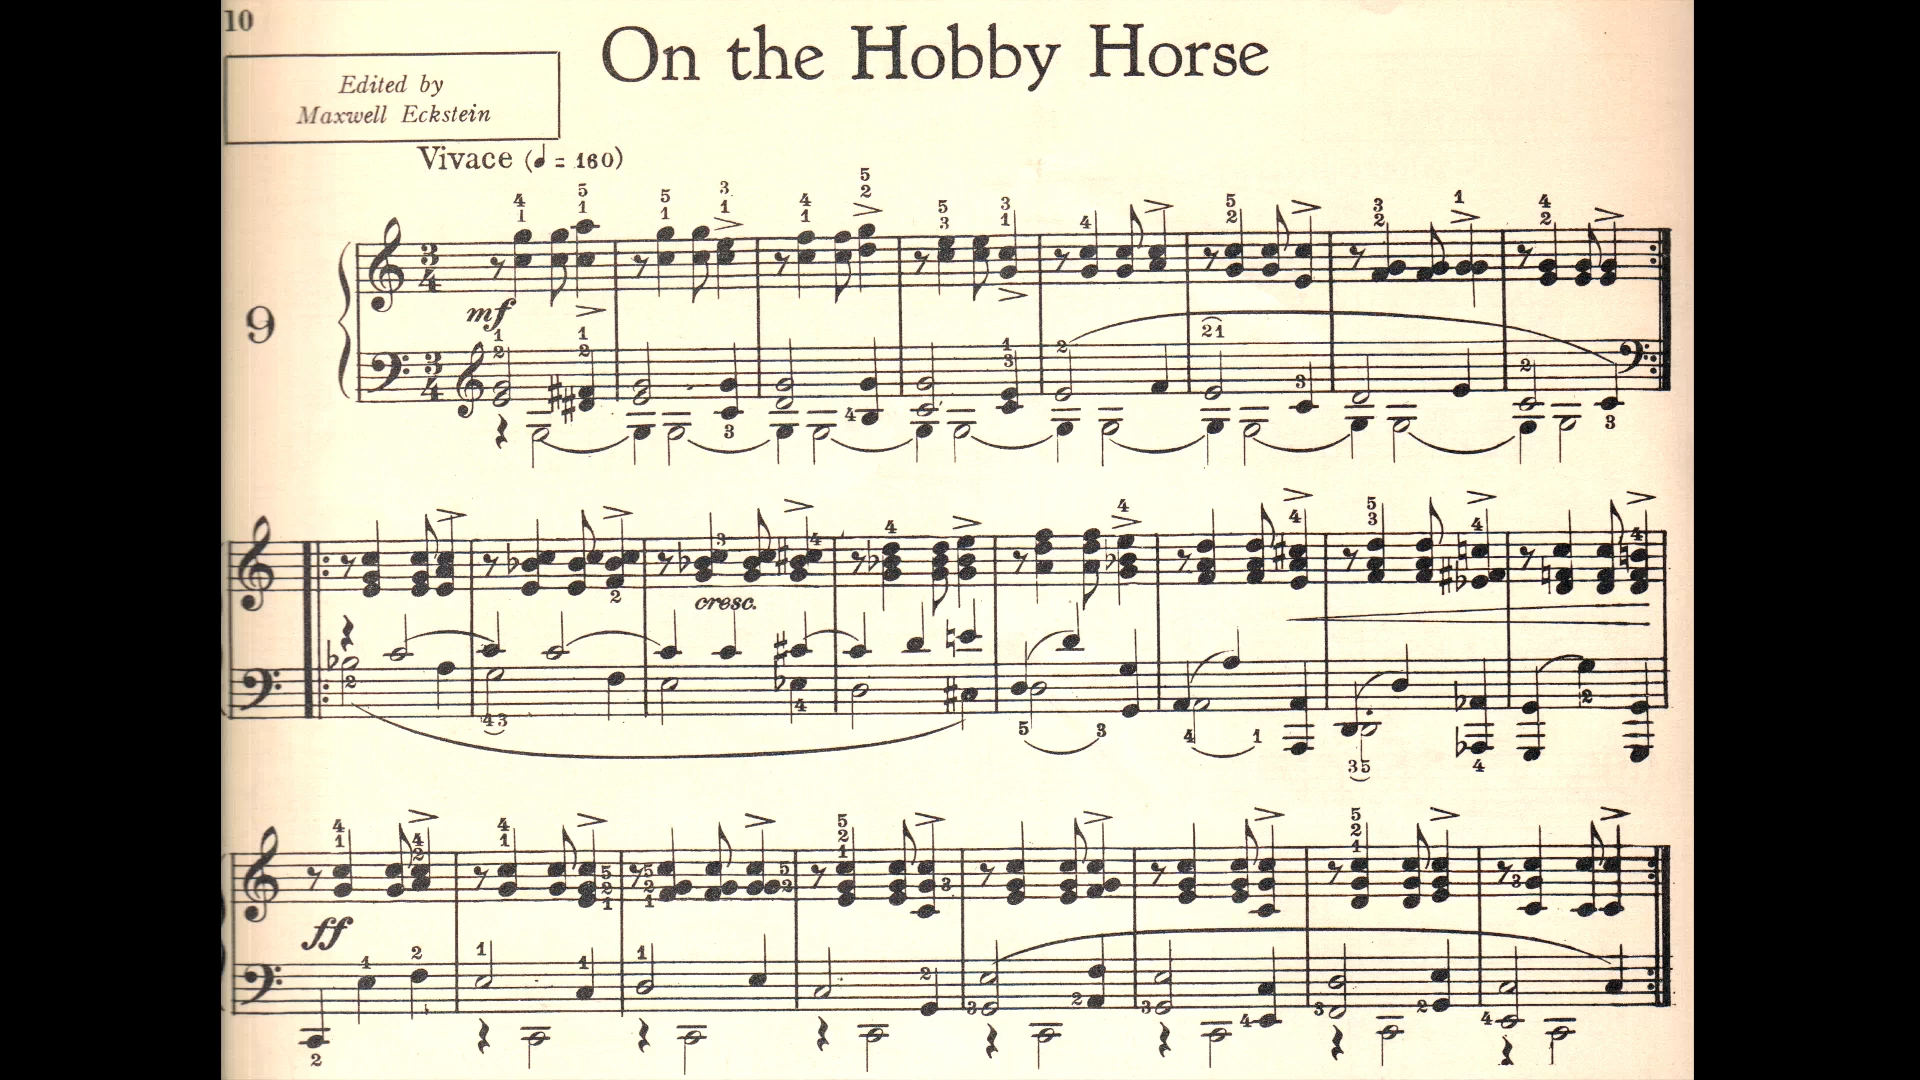 10
On the Hobby Horse
Edited by
Maxwell Eckstein
Vivace (♩ = 160)
9
mf
cresc.
ff